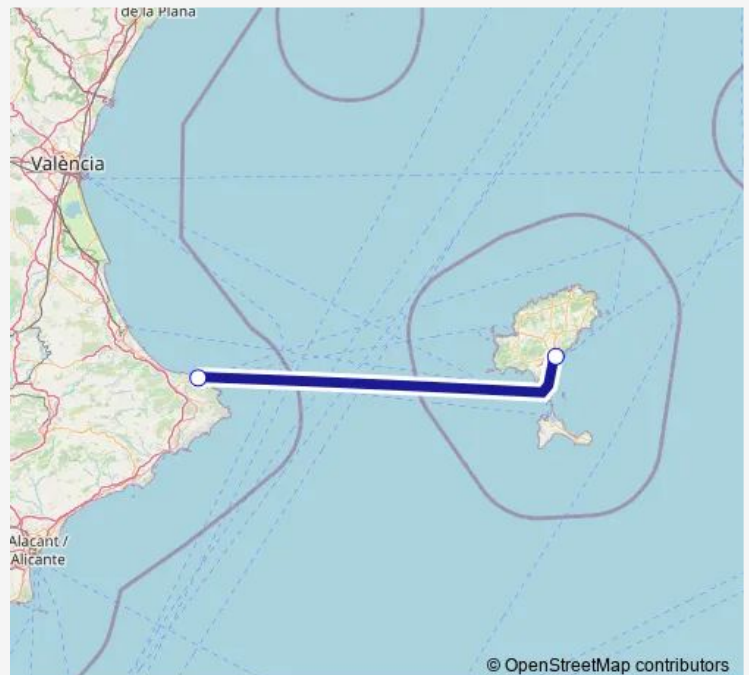 de la Plana
València
Alacant /
Alicante
© OpenStreetMap contributors